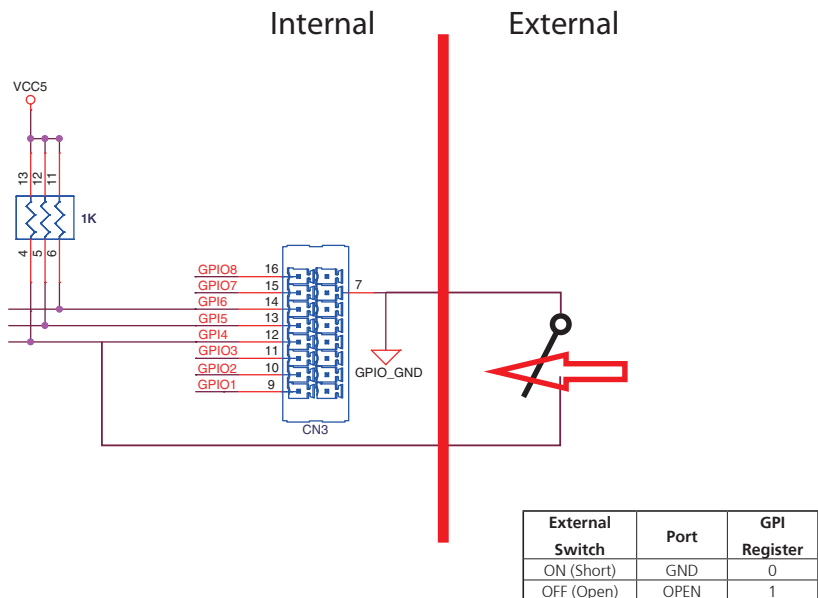 Internal External
VCC5
13 12 11
1K
4 5 6
GPIO8 16
GPIO7 15 7
GPI6 14
GPI5 13
GPI4 12
GPIO3 11
GPIO2 10 GPIO_GND
GPIO1 9
CN3
External Switch Port GPI Register
ON (Short) GND 0
OFF (Open) OPEN 1